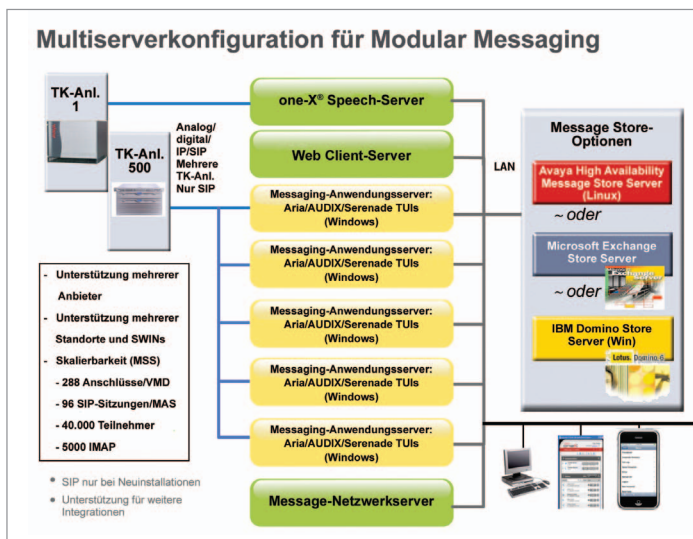 Multiserverkonfiguration für Modular Messaging
TK-Anl.
1
TK-Anl.
500
Analog/
digital/
IP/SIP
Mehrere
TK-Anl.
Nur SIP
one-X® Speech-Server
Web Client-Server
Messaging-Anwendungsserver:
Aria/AUDIX/Serenade TUIs
(Windows)
Messaging-Anwendungsserver:
Aria/AUDIX/Serenade TUIs
(Windows)
Messaging-Anwendungsserver:
Aria/AUDIX/Serenade TUIs
(Windows)
Messaging-Anwendungsserver:
Aria/AUDIX/Serenade TUIs
(Windows)
Messaging-Anwendungsserver:
Aria/AUDIX/Serenade TUIs
(Windows)
Message-Netzwerkserver
LAN
Message Store-
Optionen
Avaya High Availability
Message Store Server
(Linux)
~ oder
Microsoft Exchange
Store Server
Exchange
Server
~ oder
IBM Domino Store
Server (Win)
Lotus. Domino 6
- Unterstützung mehrerer
Anbieter
- Unterstützung mehrerer
Standorte und SWINs
- Skalierbarkeit (MSS)
- 288 Anschlüsse/VMD
- 96 SIP-Sitzungen/MAS
- 40.000 Teilnehmer
- 5000 IMAP
• SIP nur bei Neuinstallationen
• Unterstützung für weitere
Integrationen